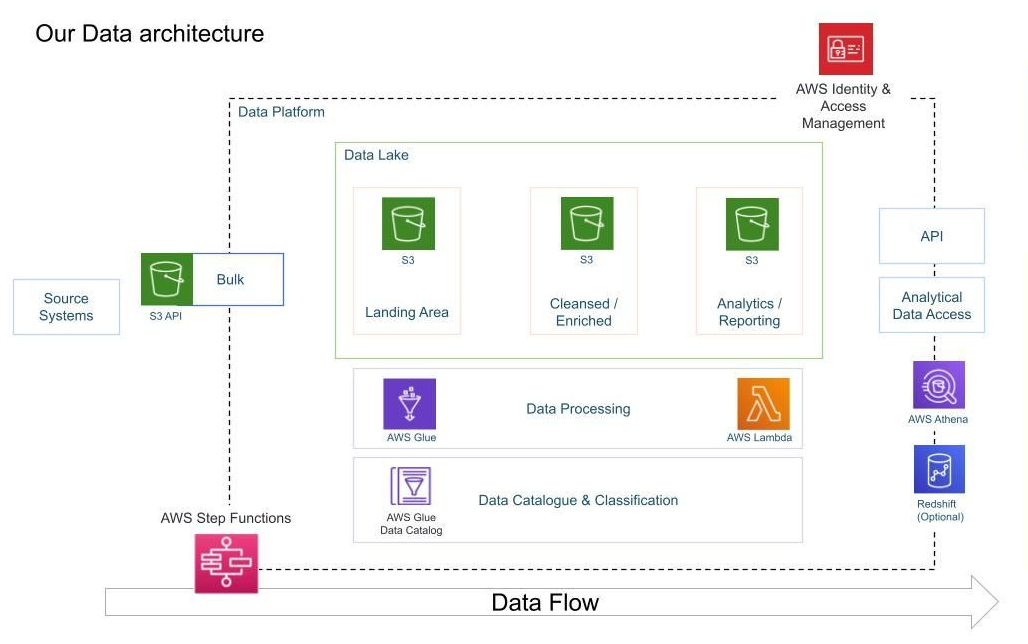 Our Data architecture
AWS Identity &
Access
Management
Data Platform
Data Lake
S3
Landing Area
S3
Cleansed /
Enriched
S3
Analytics /
Reporting
Source
Systems
S3 API
Bulk
API
Analytical
Data Access
AWS Glue
Data Processing
AWS Lambda
AWS Athena
AWS Glue
Data Catalog
Data Catalogue & Classification
Redshift
(Optional)
AWS Step Functions
Data Flow